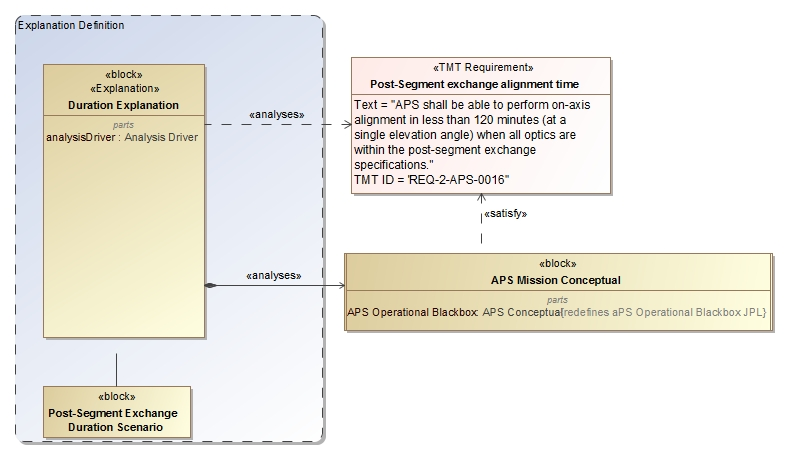 Explanation Definition
«block»
«Explanation»
Duration Explanation
parts
analysisDriver : Analysis Driver
«analyses»
«TMT Requirement»
Post-Segment exchange alignment time
Text = "APS shall be able to perform on-axis
alignment in less than 120 minutes (at a
single elevation angle) when all optics are
within the post-segment exchange
specifications."
TMT ID = "REQ-2-APS-0016"
«satisfy»
«analyses»
«block»
APS Mission Conceptual
parts
APS Operational Blackbox: APS Conceptual{redefines aPS Operational Blackbox JPL}
«block»
Post-Segment Exchange
Duration Scenario